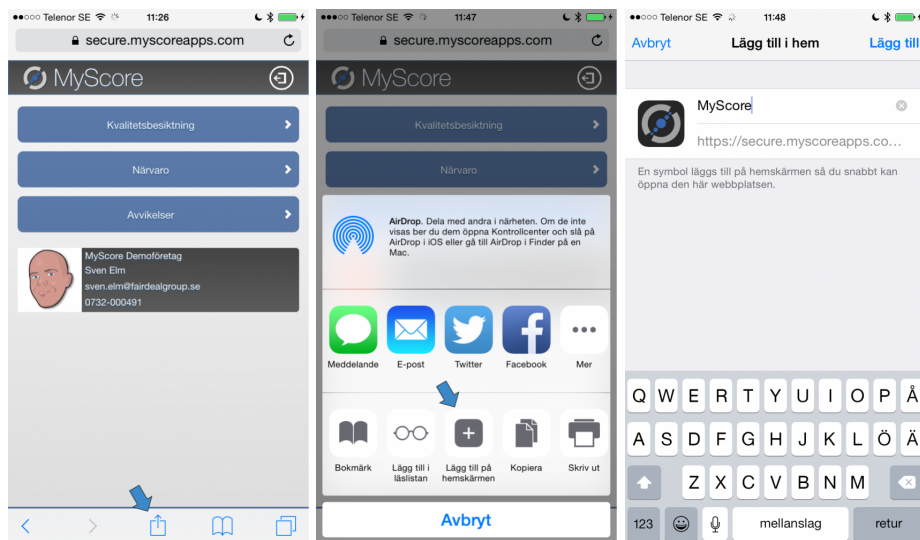 ●●○○○ Telenor SE 11:26
secure.myscoreapps.com
MyScore
Kvalitetsbesiktning
Närvaro
Avvikelser
MyScore Demoföretag
Sven Elm
sven.elm@fairdealgroup.se
0732-000491
●●●○○ Telenor SE 11:47
secure.myscoreapps.com
MyScore
Kvalitetsbesiktning
Närvaro
AirDrop. Dela med andra i närheten. Om de inte
visas ber du dem öppna Kontrollcenter och slå på
AirDrop i iOS eller gå till AirDrop i Finder på en
Mac.
Meddelande E-post Twitter Facebook Mer
Bokmärk Lägg till i läslistan Lägg till på hemskärmen Kopiera Skriv ut
Avbryt
●●○○○ Telenor SE 11:48
Avbryt Lägg till i hem Lägg till
MyScore
https://secure.myscoreapps.co...
En symbol läggs till på hemskärmen så du snabbt kan
öppna den här webbplatsen.
Q W E R T Y U I O P Å
A S D F G H J K L Ö Ä
Z X C V B N M
123 mellanslag retur